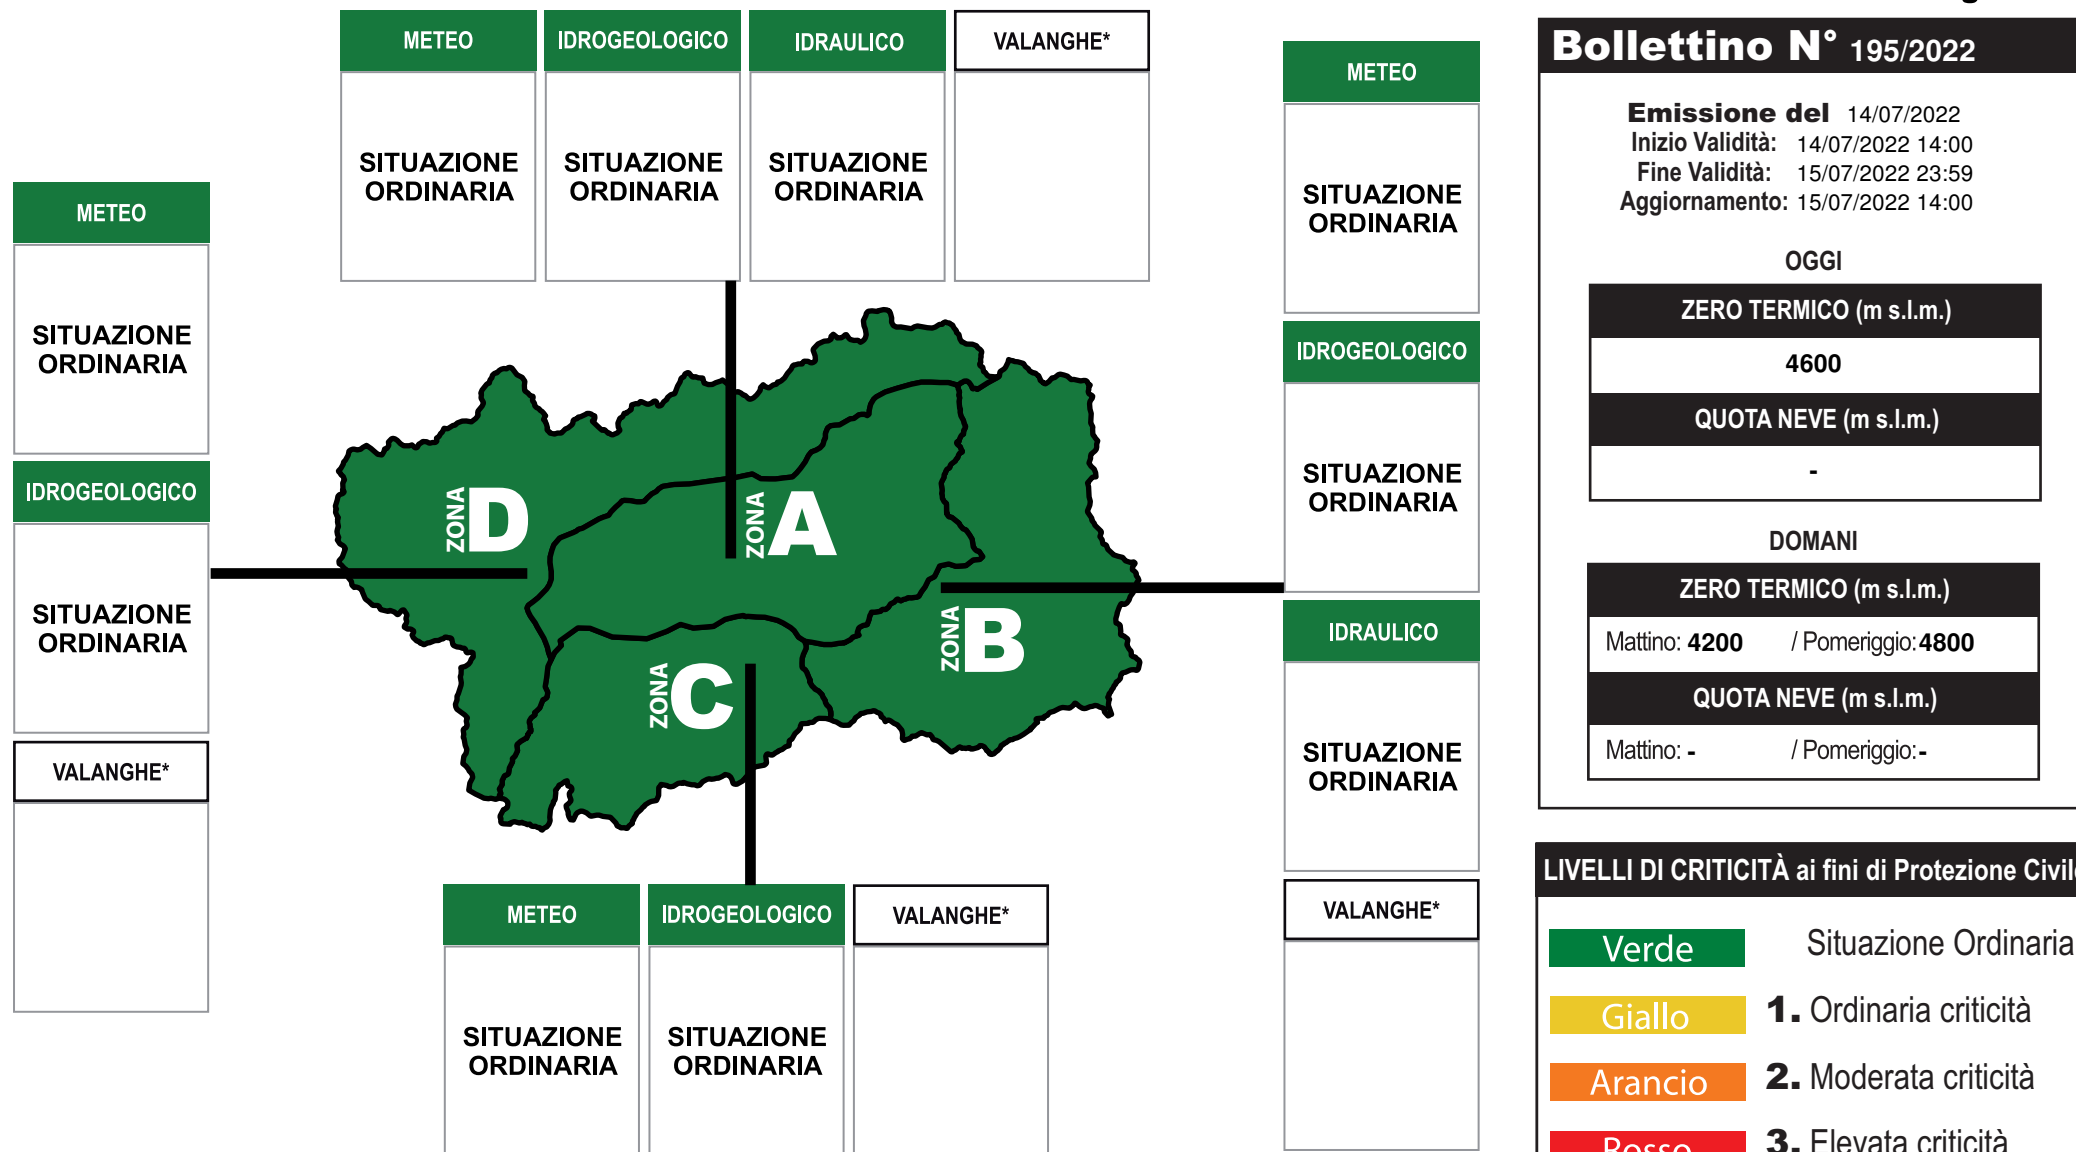 METEO
IDROGEOLOGICO
IDRAULICO
VALANGHE*
SITUAZIONE
ORDINARIA
SITUAZIONE
ORDINARIA
SITUAZIONE
ORDINARIA
METEO
SITUAZIONE
ORDINARIA
IDROGEOLOGICO
SITUAZIONE
ORDINARIA
VALANGHE*
ZONA D
ZONA A
ZONA B
ZONA C
METEO
SITUAZIONE
ORDINARIA
IDROGEOLOGICO
SITUAZIONE
ORDINARIA
IDRAULICO
SITUAZIONE
ORDINARIA
VALANGHE*
METEO
IDROGEOLOGICO
VALANGHE*
SITUAZIONE
ORDINARIA
SITUAZIONE
ORDINARIA
Bollettino N° 195/2022
Emissione del 14/07/2022
Inizio Validità: 14/07/2022 14:00
Fine Validità: 15/07/2022 23:59
Aggiornamento: 15/07/2022 14:00
OGGI
ZERO TERMICO (m s.l.m.)
4600
QUOTA NEVE (m s.l.m.)
-
DOMANI
ZERO TERMICO (m s.l.m.)
Mattino: 4200 / Pomeriggio: 4800
QUOTA NEVE (m s.l.m.)
Mattino: - / Pomeriggio: -
LIVELLI DI CRITICITÀ ai fini di Protezione Civile
Verde Situazione Ordinaria
Giallo 1. Ordinaria criticità
Arancio 2. Moderata criticità
Rosso 3. Elevata criticità